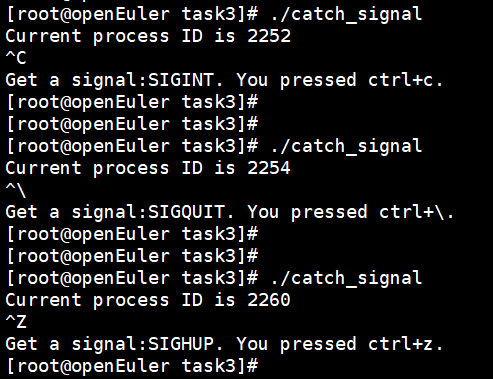 [root@openEuler task3]# ./catch_signal
Current process ID is 2252
^C
Get a signal:SIGINT. You pressed ctrl+c.
[root@openEuler task3]#
[root@openEuler task3]#
[root@openEuler task3]# ./catch_signal
Current process ID is 2254
^\
Get a signal:SIGQUIT. You pressed ctrl+\.
[root@openEuler task3]#
[root@openEuler task3]#
[root@openEuler task3]# ./catch_signal
Current process ID is 2260
^Z
Get a signal:SIGHUP. You pressed ctrl+z.
[root@openEuler task3]#